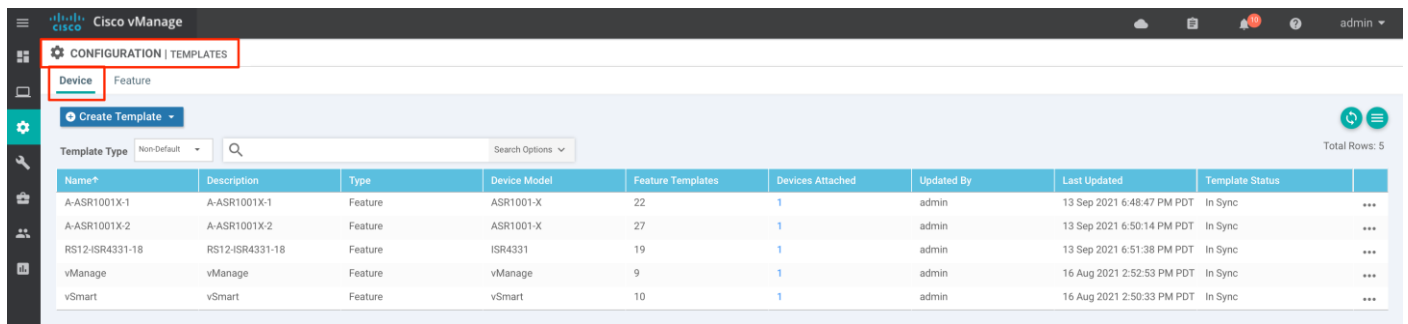 cisco Cisco vManage 10 admin
CONFIGURATION | TEMPLATES
Device Feature
Create Template
Template Type Non-Default Search Options Total Rows: 5
Name↑ Description Type Device Model Feature Templates Devices Attached Updated By Last Updated Template Status
A-ASR1001X-1 A-ASR1001X-1 Feature ASR1001-X 22 1 admin 13 Sep 2021 6:48:47 PM PDT In Sync •••
A-ASR1001X-2 A-ASR1001X-2 Feature ASR1001-X 27 1 admin 13 Sep 2021 6:50:14 PM PDT In Sync •••
RS12-ISR4331-18 RS12-ISR4331-18 Feature ISR4331 19 1 admin 13 Sep 2021 6:51:38 PM PDT In Sync •••
vManage vManage Feature vManage 9 1 admin 16 Aug 2021 2:52:53 PM PDT In Sync •••
vSmart vSmart Feature vSmart 10 1 admin 16 Aug 2021 2:50:33 PM PDT In Sync •••